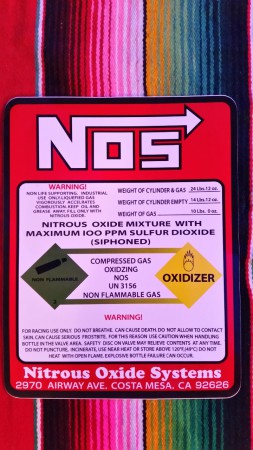 NOS
WARNING!
NON LIFE SUPPORTING. INDUSTRIAL
USE ONLY.LIQUEFIED GAS
VIGOROUSLY ACCELRATES
COMBUSTION. KEEP OIL AND
GREASE AWAY. FILL ONLY WITH
NITROUS OXIDE.
WEIGHT OF CYLINDER & GAS 24 Lbs.12 oz.
WEIGHT OF CYLINDER EMPTY 14 Lbs.12 oz.
WEIGHT OF GAS 10 Lbs. 0 oz.
NITROUS OXIDE MIXTURE WITH
MAXIMUM IOO PPM SULFUR DIOXIDE
(SIPHONED)
NON FLAMMABLE
COMPRESSED GAS
OXIDZING
NOS
UN 3156
NON FLAMMABLE GAS
OXIDIZER
WARNING!
FOR RACING USE ONLY. DO NOT BREATHE. CAN CAUSE DEATH. DO NOT ALLOW TO CONTACT
SKIN CAN CAUSE SERIOUS FROSTBITE. FOR THIS REASON USE CAUTION WHEN HANDLING
BOTTLE IN THE VALVE AREA. SAFETY DISC ON VALVE MAY RELIEVE CONTENTS AT ANY TIME.
DO NOT PUNCTURE, INCINERATE, USE NEAR HEAT OR STORE ABOVE 120°F(49°C) DO NOT
HEAT WITH OPEN FLAME, EXPLOSIVE BOTTLE FAILURE CAN OCCUR.
Nitrous Oxide Systems
2970 AIRWAY AVE. COSTA MESA. CA 92626